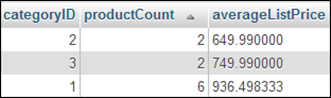 categoryID productCount averageListPrice
2 2 649.990000
3 2 749.990000
1 6 936.498333